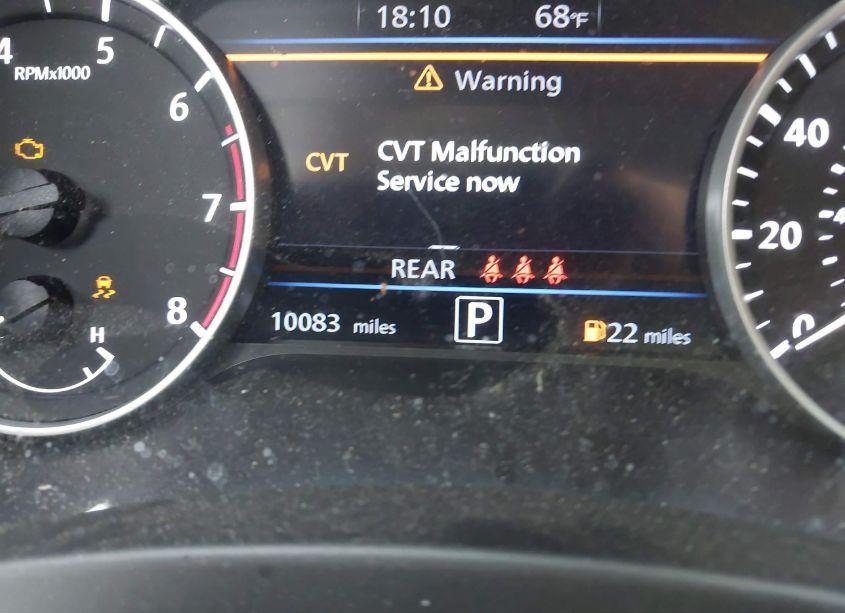 18:10 68°F
4 5 6 7 8
RPMx1000
Warning
CVT CVT Malfunction
Service now
REAR
10083 miles P 22 miles
H
40
20
0